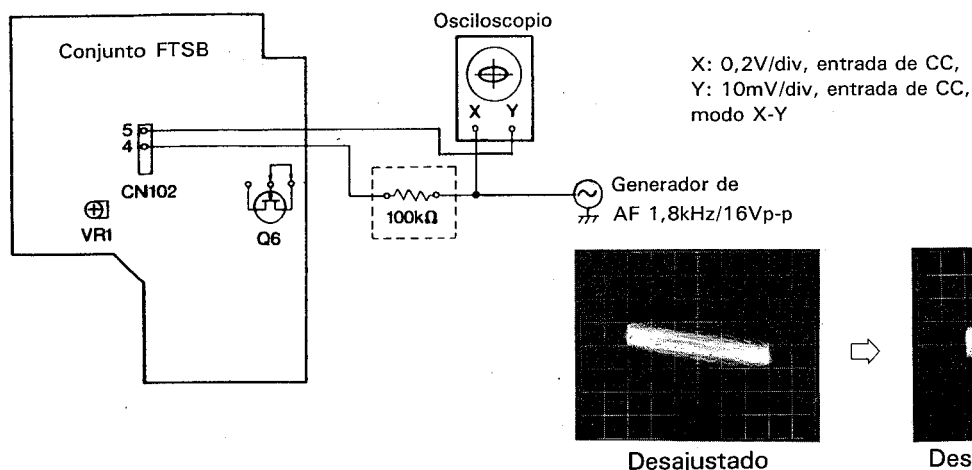 Osciloscopio
Conjunto FTSB
X: 0,2V/div, entrada de CC,
Y: 10mV/div, entrada de CC,
modo X-Y
X Y
5
4
CN102
VR1
Q6
100kΩ
Generador de
AF 1,8kHz/16Vp-p
Desajustado
Des